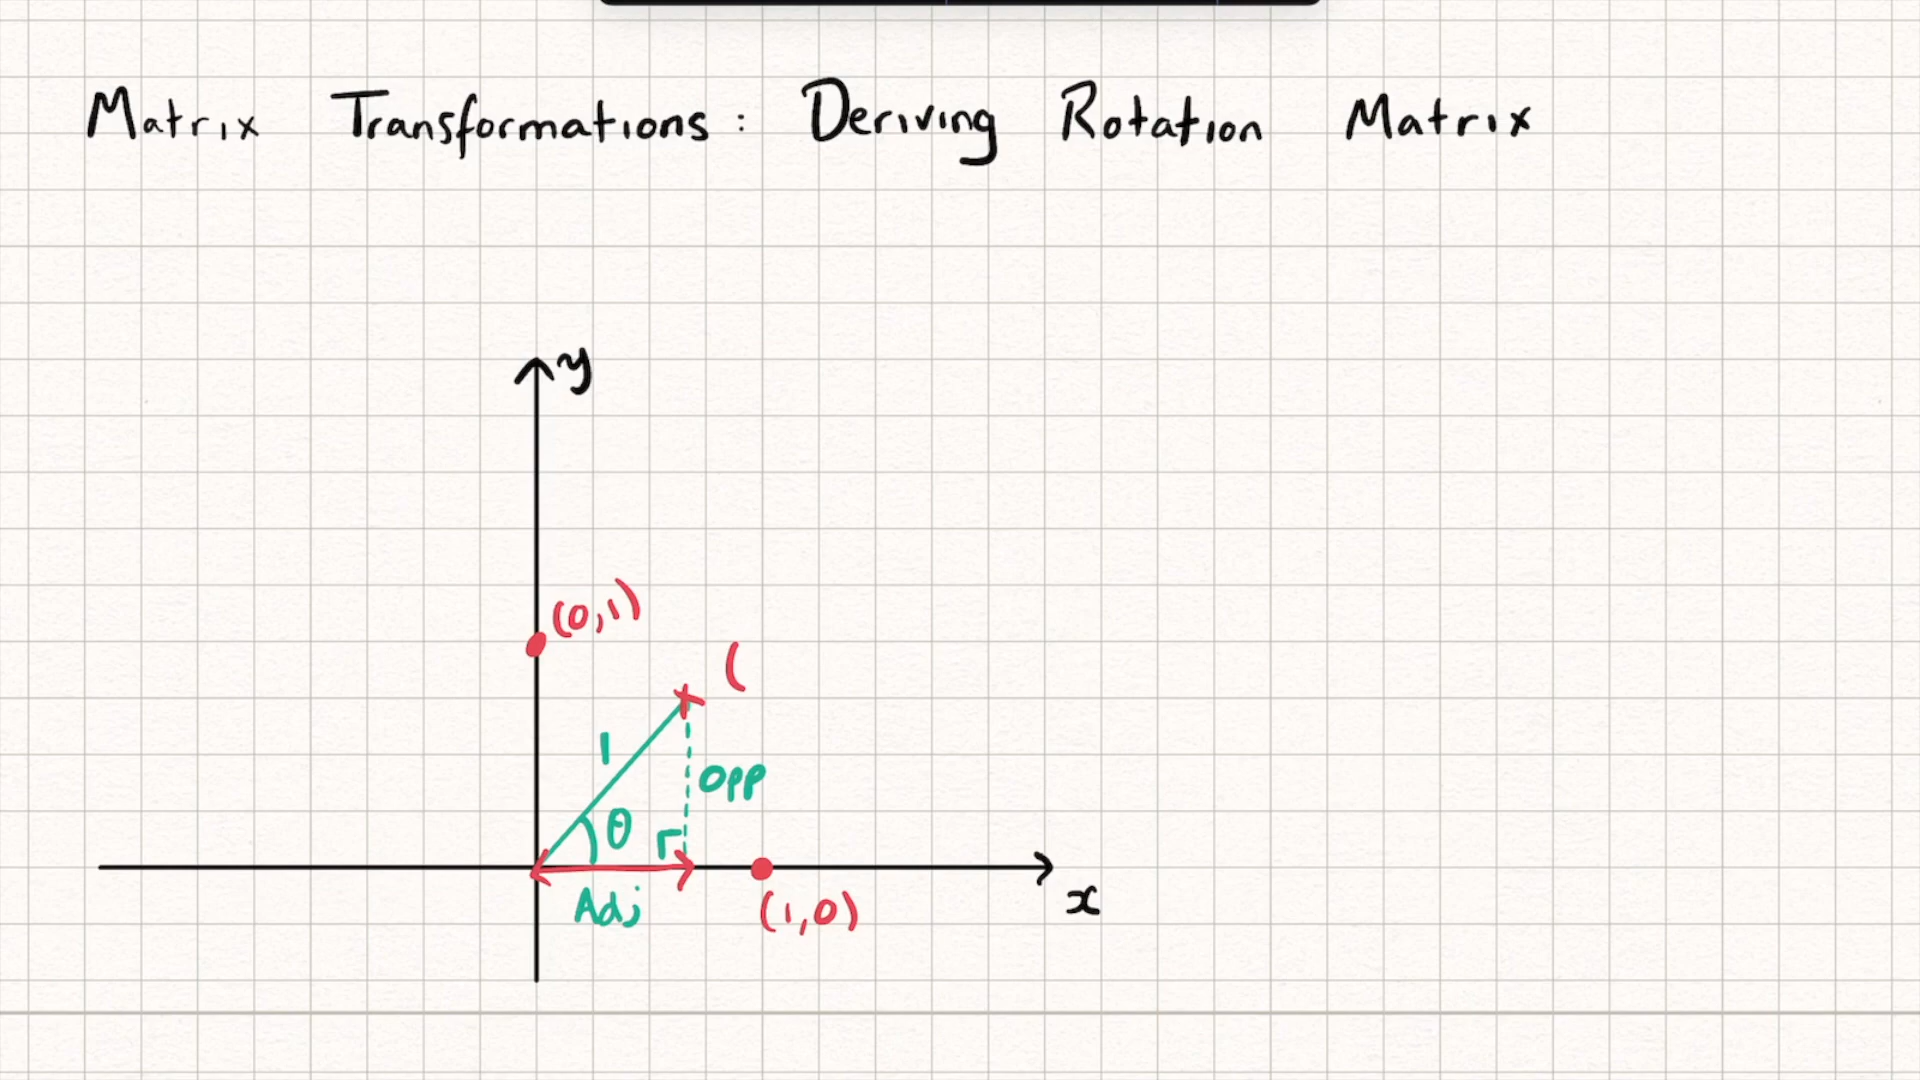 Matrix Transformations: Deriving Rotation Matrix
y
(0,1)
(
1
opp
θ
Adj
(1,0)
x